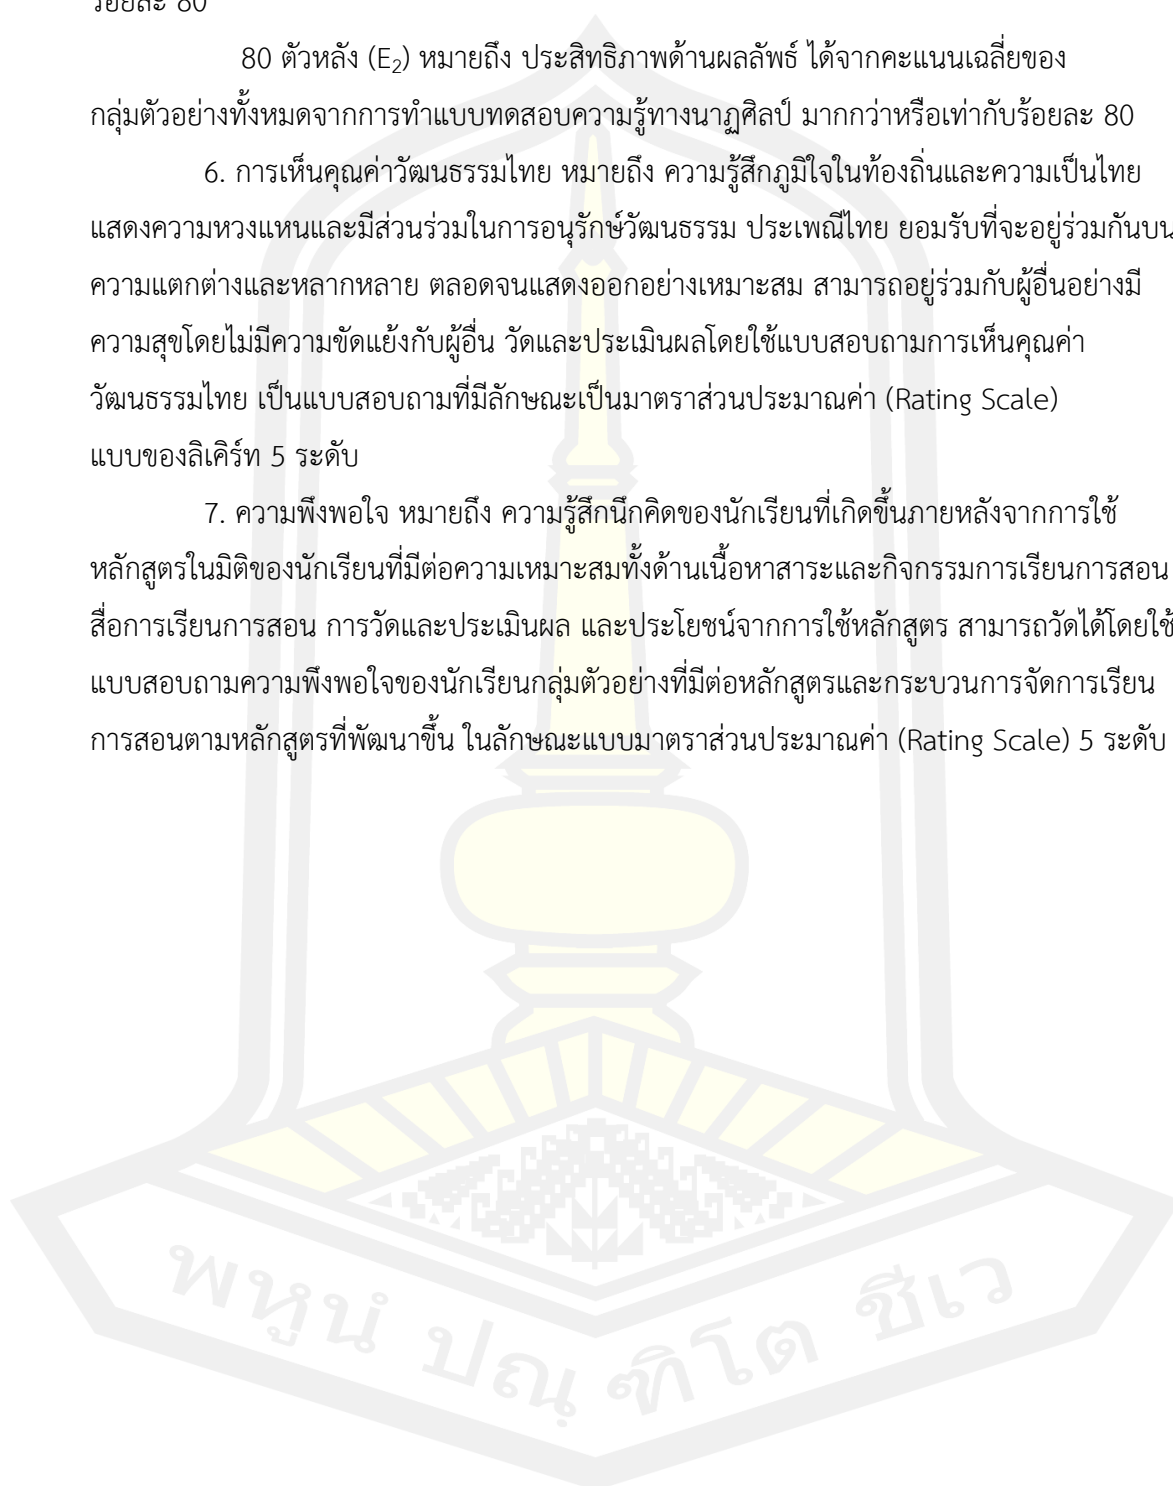 ร้อยละ 80
80 ตัวหลัง (E₂) หมายถึง ประสิทธิภาพด้านผลลัพธ์ ได้จากคะแนนเฉลี่ยของ
กลุ่มตัวอย่างทั้งหมดจากการทำแบบทดสอบความรู้ทางนาฏศิลป์ มากกว่าหรือเท่ากับร้อยละ 80
6. การเห็นคุณค่าวัฒนธรรมไทย หมายถึง ความรู้สึกภูมิใจในท้องถิ่นและความเป็นไทย
แสดงความหวงแหนและมีส่วนร่วมในการอนุรักษ์วัฒนธรรม ประเพณีไทย ยอมรับที่จะอยู่ร่วมกันบน
ความแตกต่างและหลากหลาย ตลอดจนแสดงออกอย่างเหมาะสม สามารถอยู่ร่วมกับผู้อื่นอย่างมี
ความสุขโดยไม่มีความขัดแย้งกับผู้อื่น วัดและประเมินผลโดยใช้แบบสอบถามการเห็นคุณค่า
วัฒนธรรมไทย เป็นแบบสอบถามที่มีลักษณะเป็นมาตราส่วนประมาณค่า (Rating Scale)
แบบของลิเคิร์ท 5 ระดับ
7. ความพึงพอใจ หมายถึง ความรู้สึกนึกคิดของนักเรียนที่เกิดขึ้นภายหลังจากการใช้
หลักสูตรในมิติของนักเรียนที่มีต่อความเหมาะสมทั้งด้านเนื้อหาสาระและกิจกรรมการเรียนการสอน
สื่อการเรียนการสอน การวัดและประเมินผล และประโยชน์จากการใช้หลักสูตร สามารถวัดได้โดยใช้
แบบสอบถามความพึงพอใจของนักเรียนกลุ่มตัวอย่างที่มีต่อหลักสูตรและกระบวนการจัดการเรียน
การสอนตามหลักสูตรที่พัฒนาขึ้น ในลักษณะแบบมาตราส่วนประมาณค่า (Rating Scale) 5 ระดับ
พหูนํ ปณฺฑิโต ชีเว